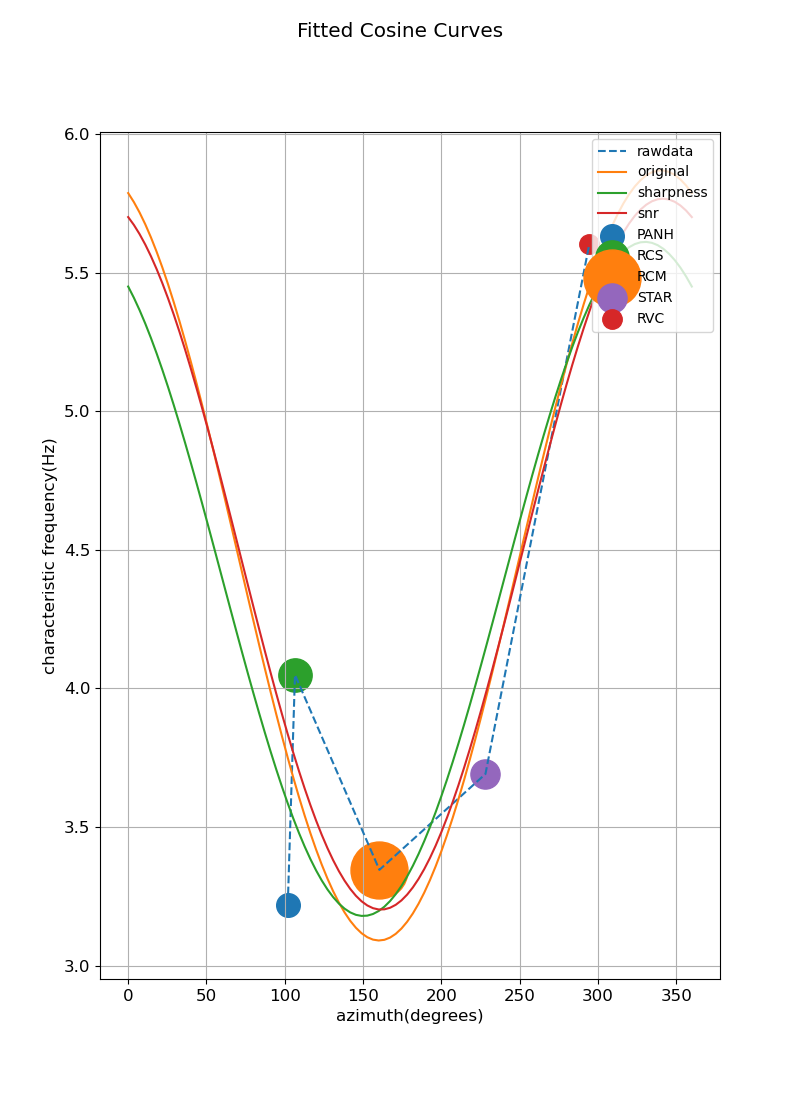 Fitted Cosine Curves
6.0
5.5
5.0
4.5
4.0
3.5
3.0
characteristic frequency(Hz)
rawdata
original
sharpness
snr
PANH
RCS
RCM
STAR
RVC
0 50 100 150 200 250 300 350
azimuth(degrees)